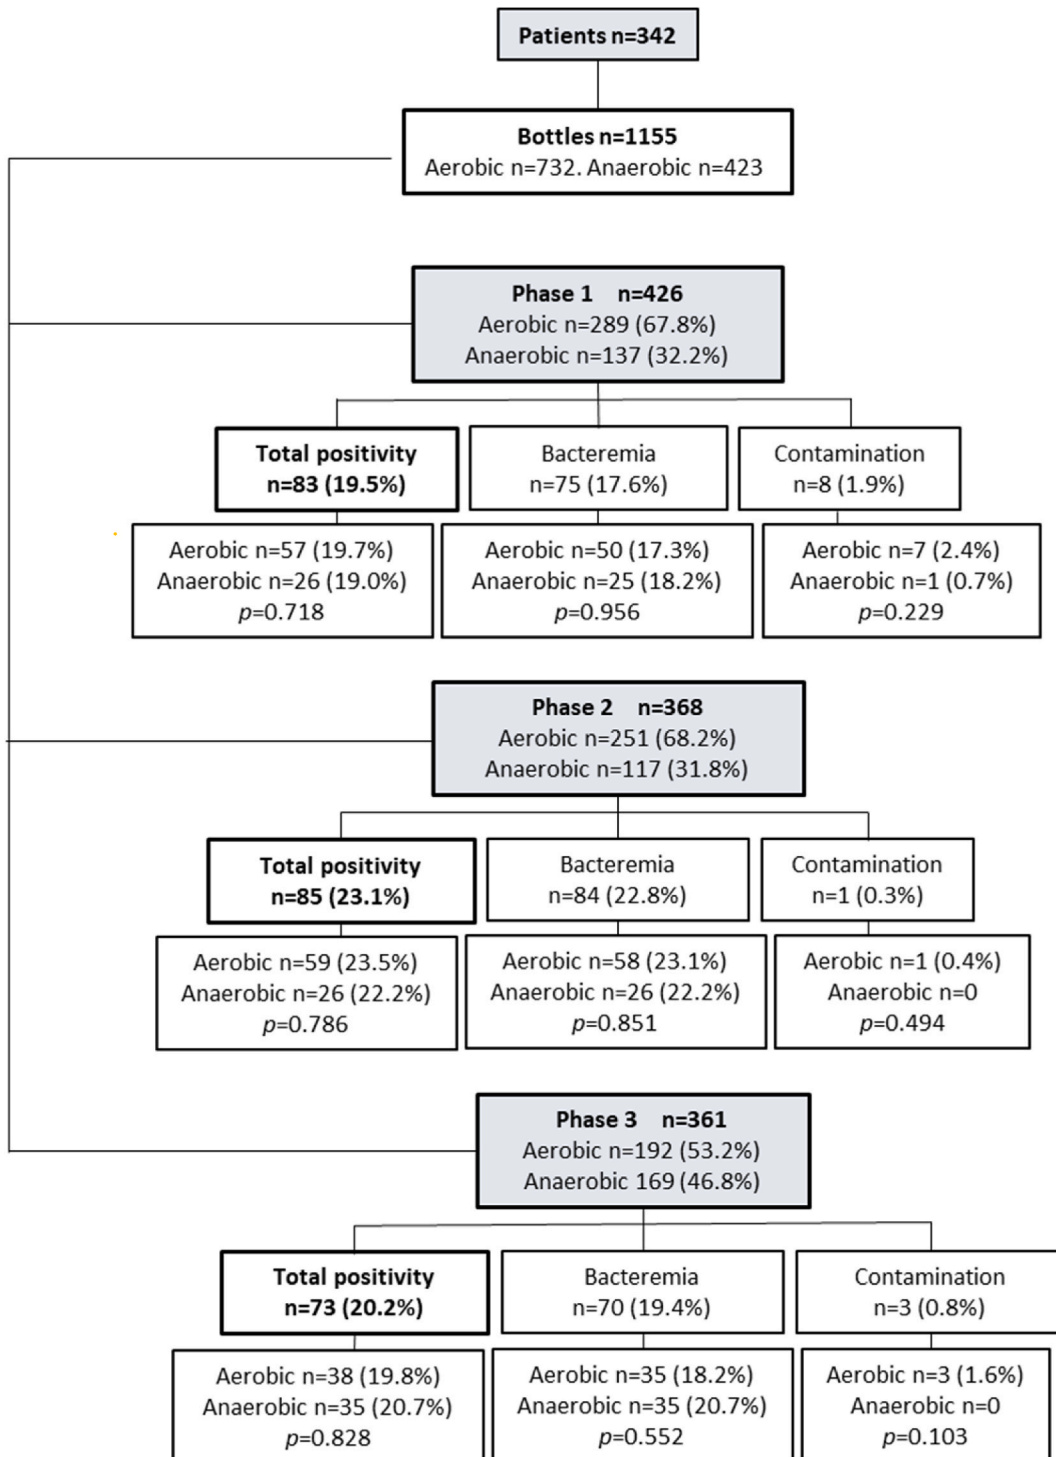 Patients n=342
Bottles n=1155
Aerobic n=732. Anaerobic n=423
Phase 1 n=426
Aerobic n=289 (67.8%)
Anaerobic n=137 (32.2%)
Total positivity
n=83 (19.5%)
Bacteremia
n=75 (17.6%)
Contamination
n=8 (1.9%)
Aerobic n=57 (19.7%)
Anaerobic n=26 (19.0%)
p=0.718
Aerobic n=50 (17.3%)
Anaerobic n=25 (18.2%)
p=0.956
Aerobic n=7 (2.4%)
Anaerobic n=1 (0.7%)
p=0.229
Phase 2 n=368
Aerobic n=251 (68.2%)
Anaerobic n=117 (31.8%)
Total positivity
n=85 (23.1%)
Bacteremia
n=84 (22.8%)
Contamination
n=1 (0.3%)
Aerobic n=59 (23.5%)
Anaerobic n=26 (22.2%)
p=0.786
Aerobic n=58 (23.1%)
Anaerobic n=26 (22.2%)
p=0.851
Aerobic n=1 (0.4%)
Anaerobic n=0
p=0.494
Phase 3 n=361
Aerobic n=192 (53.2%)
Anaerobic 169 (46.8%)
Total positivity
n=73 (20.2%)
Bacteremia
n=70 (19.4%)
Contamination
n=3 (0.8%)
Aerobic n=38 (19.8%)
Anaerobic n=35 (20.7%)
p=0.828
Aerobic n=35 (18.2%)
Anaerobic n=35 (20.7%)
p=0.552
Aerobic n=3 (1.6%)
Anaerobic n=0
p=0.103